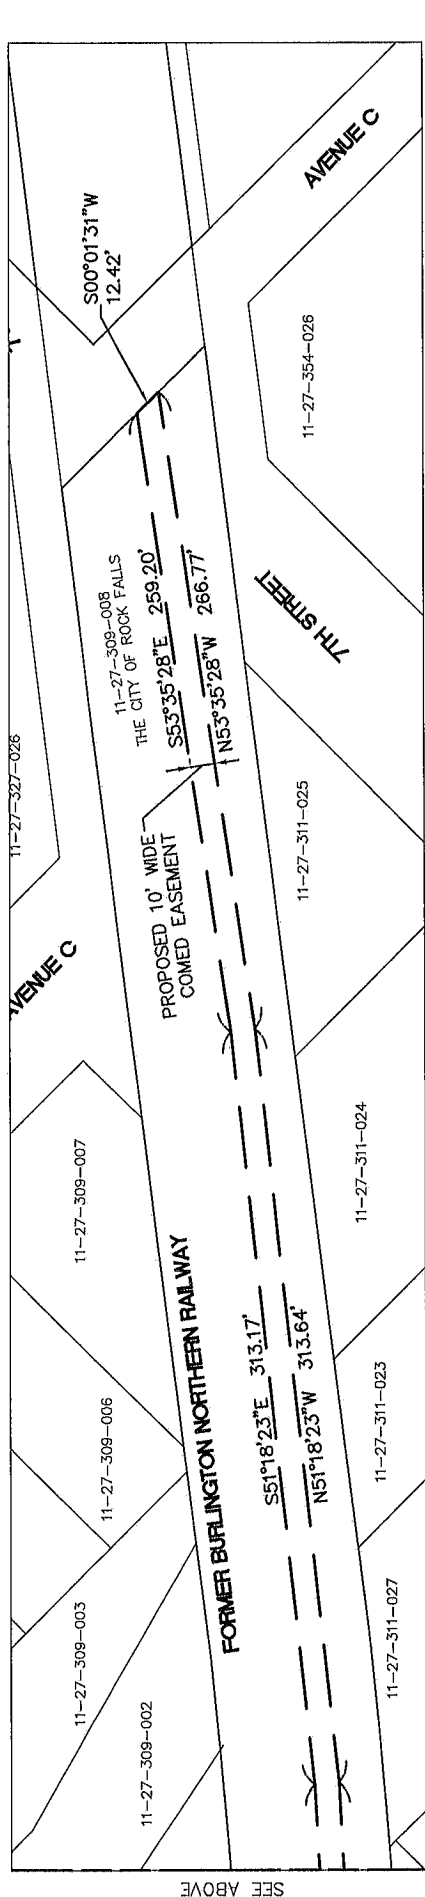 SEE ABOVE
11-27-309-002
11-27-309-003
11-27-309-006
11-27-309-007
AVENUE C
11-27-327-026
FORMER BURLINGTON NORTHERN RAILWAY
S51°18'23"E 313.17'
N51°18'23"W 313.64'
PROPOSED 10' WIDE
COMED EASEMENT
11-27-309-008
THE CITY OF ROCK FALLS
S53°35'28"E 259.20'
N53°35'28"W 266.77'
S00°01'31"W
12.42'
11-27-311-027
11-27-311-023
11-27-311-024
11-27-311-025
7TH STREET
11-27-354-026
AVENUE C